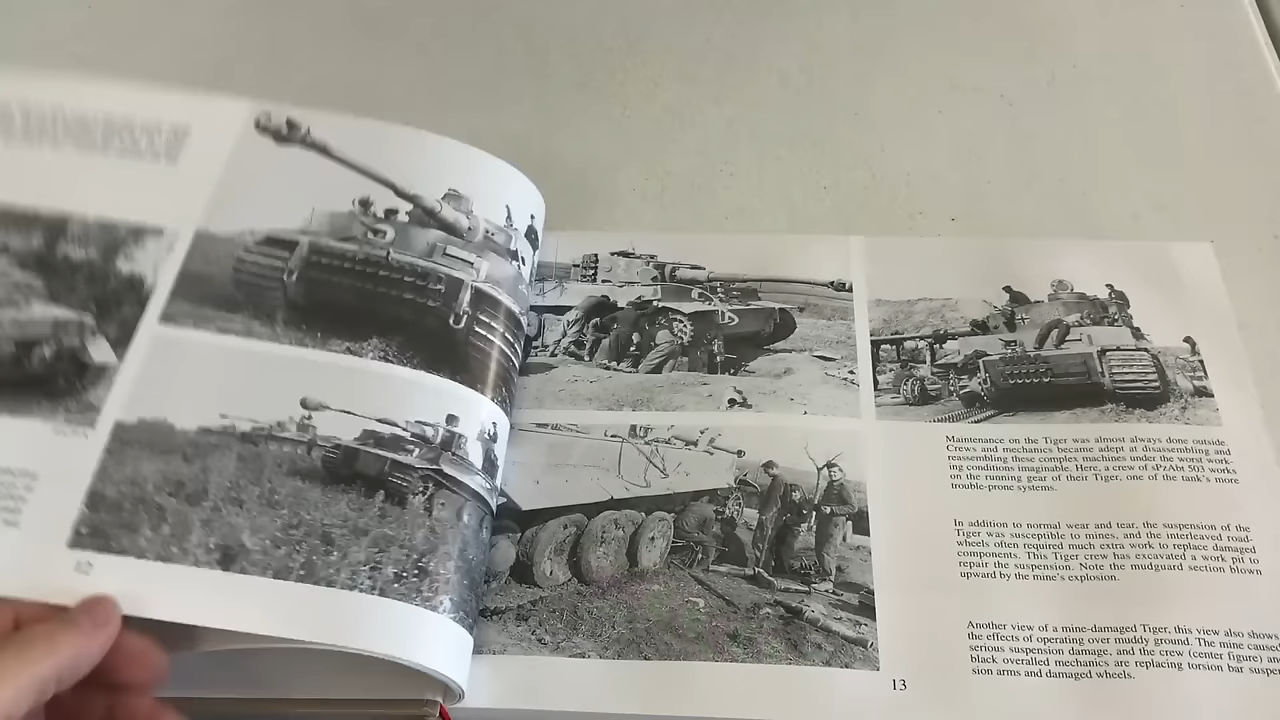 Maintenance on the Tiger was almost always done outside.
Crews and mechanics became adept at disassembling and
reassembling these complex machines under the worst work-
ing conditions imaginable. Here, a crew of sPzAbt 503 works
on the running gear of their Tiger, one of the tank's more
trouble-prone systems.
In addition to normal wear and tear, the suspension of the
Tiger was susceptible to mines, and the interleaved road-
wheels often required much extra work to replace damaged
components. This Tiger crew has excavated a work pit to
repair the suspension. Note the mudguard section blown
upward by the mine's explosion.
Another view of a mine-damaged Tiger, this view also shows
the effects of operating over muddy ground. The mine caused
serious suspension damage, and the crew (center figure) an
black overalled mechanics are replacing torsion bar suspe
sion arms and damaged wheels.
13